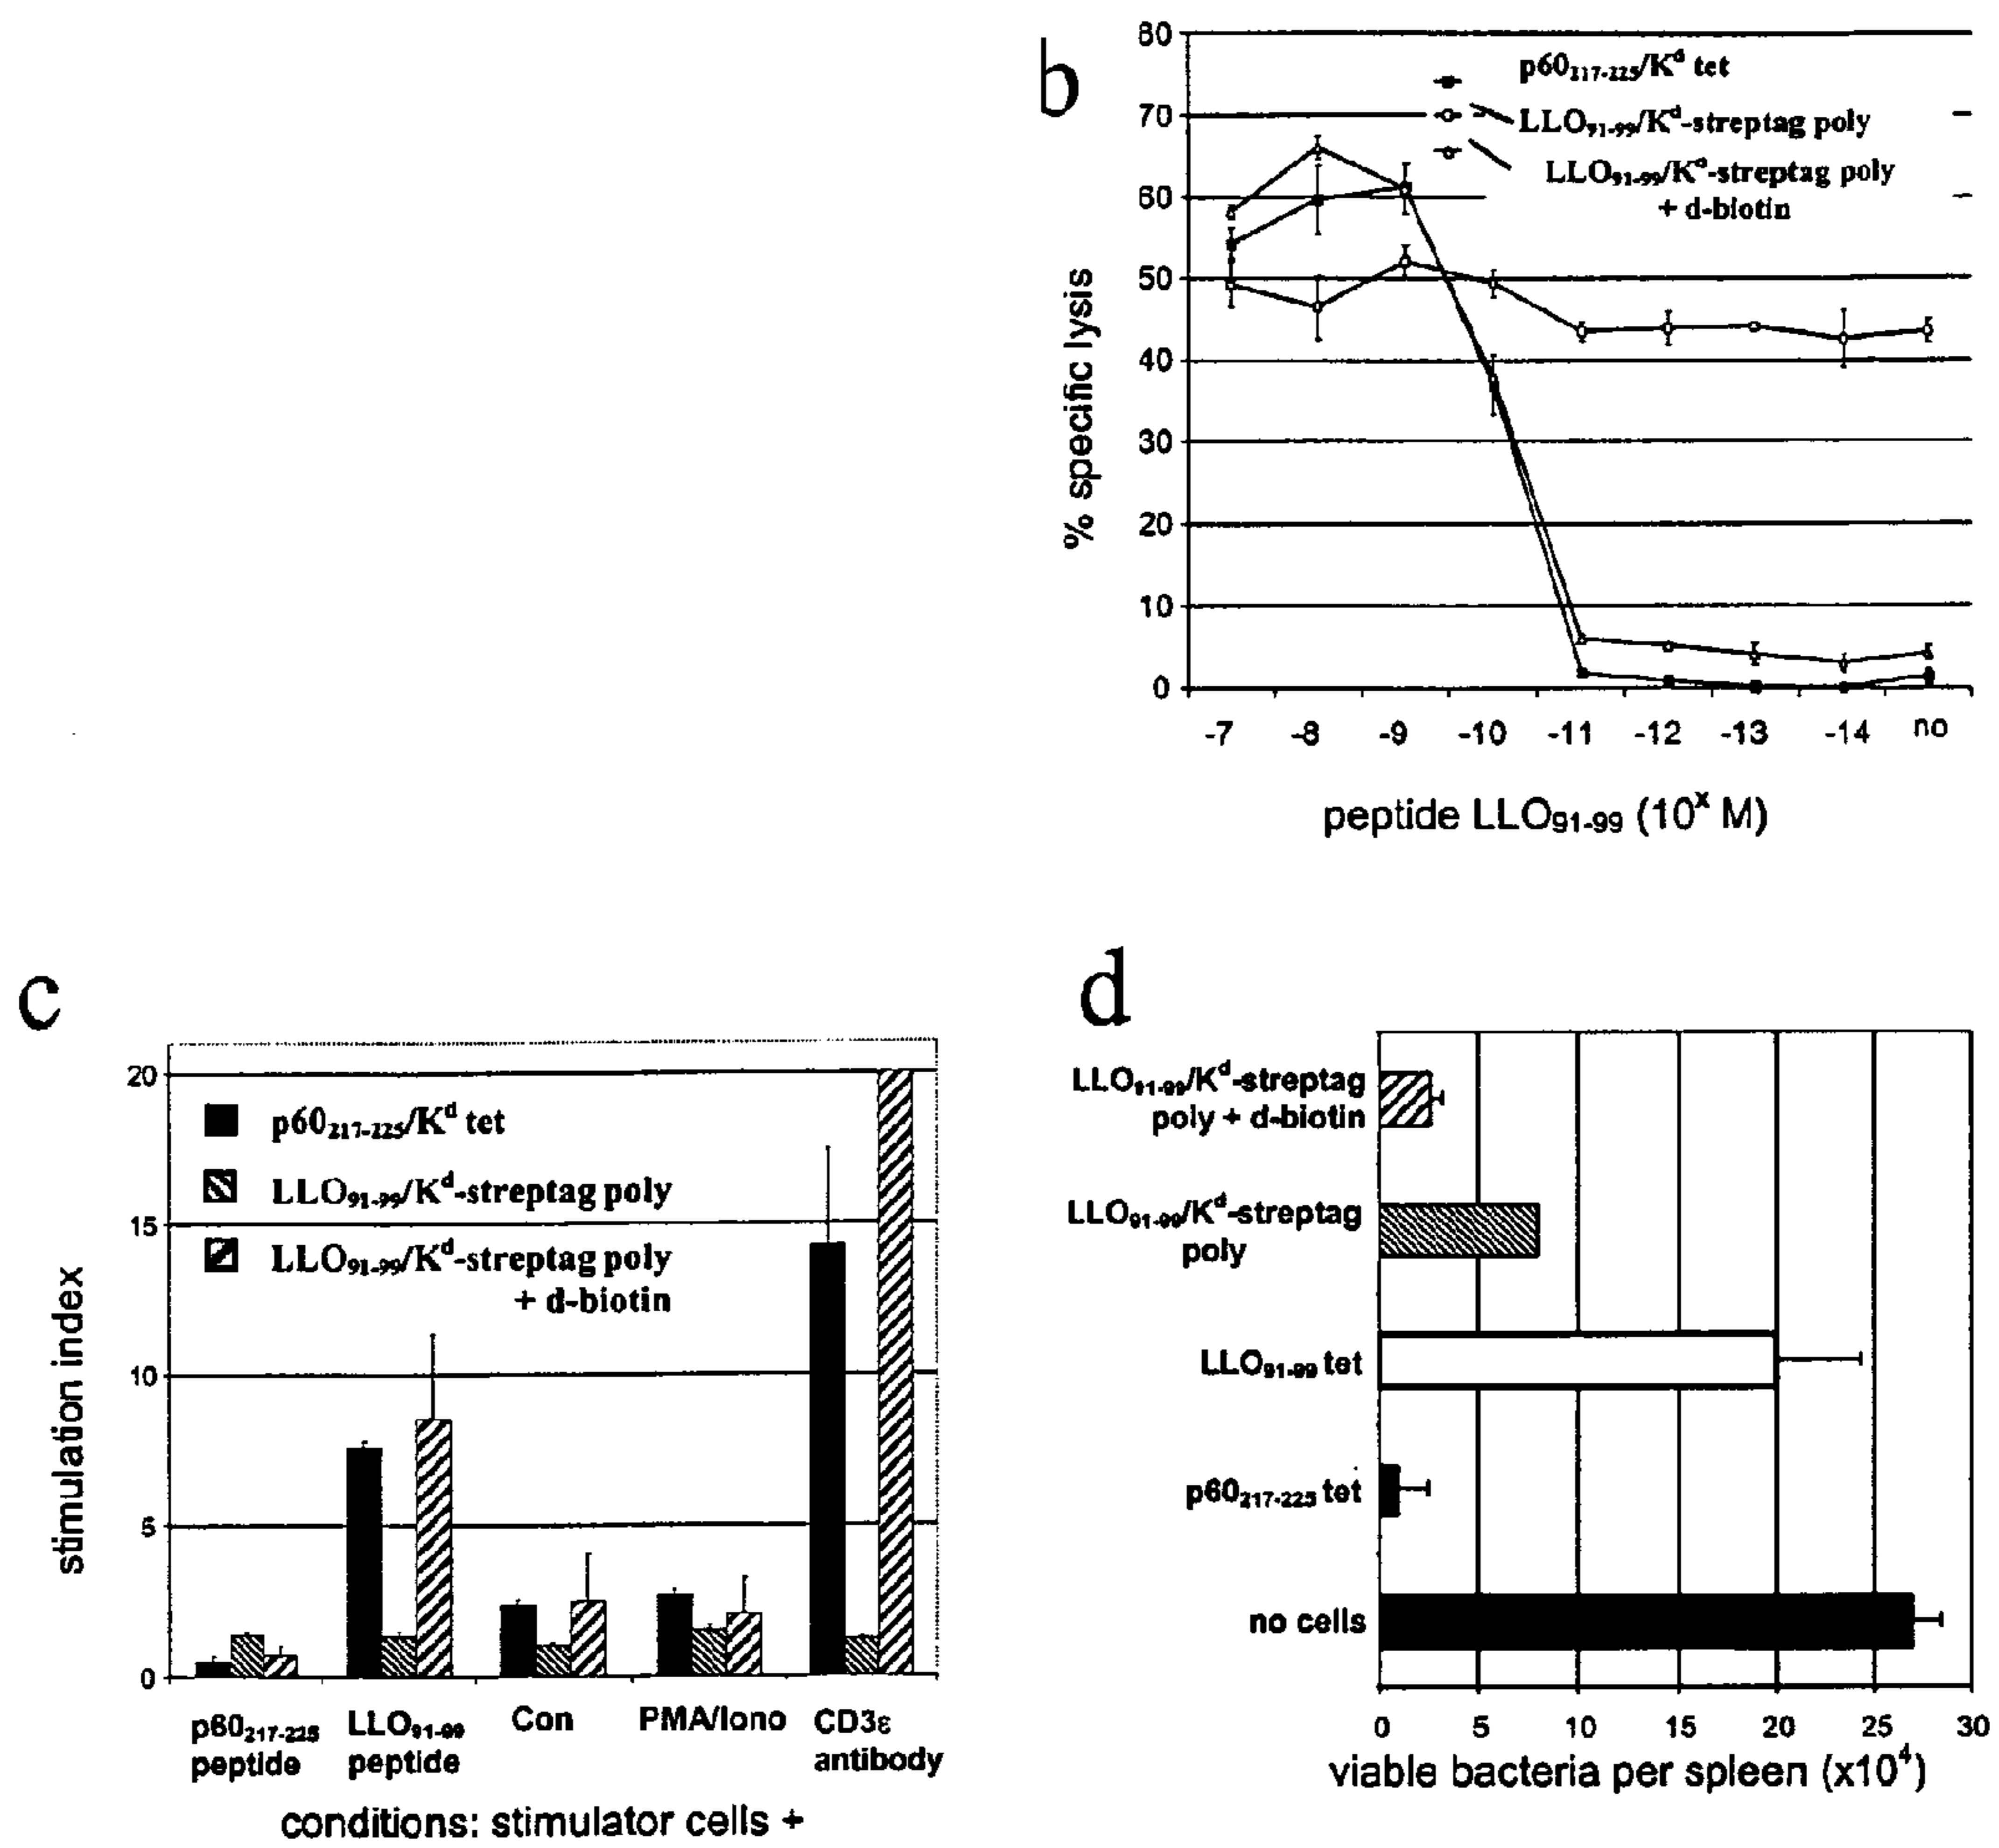 b
80
70
60
50
40
30
20
10
0
% specific lysis
p60217-225/Kd tet
LLO91-99/Kd-streptag poly
LLO91-99/Kd-streptag poly
+ d-biotin
-7 -8 -9 -10 -11 -12 -13 -14 no
peptide LLO91-99 (10x M)
c
20
15
10
5
0
stimulation index
p60217-225/Kd tet
LLO91-99/Kd-streptag poly
LLO91-99/Kd-streptag poly
+ d-biotin
p60217-225 LLO91-99 Con PMA/Iono CD3ε
peptide peptide antibody
conditions: stimulator cells +
d
LLO91-99/Kd-streptag
poly + d-biotin
LLO91-99/Kd-streptag
poly
LLO91-99 tet
p60217-225 tet
no cells
0 5 10 15 20 25 30
viable bacteria per spleen (x104)